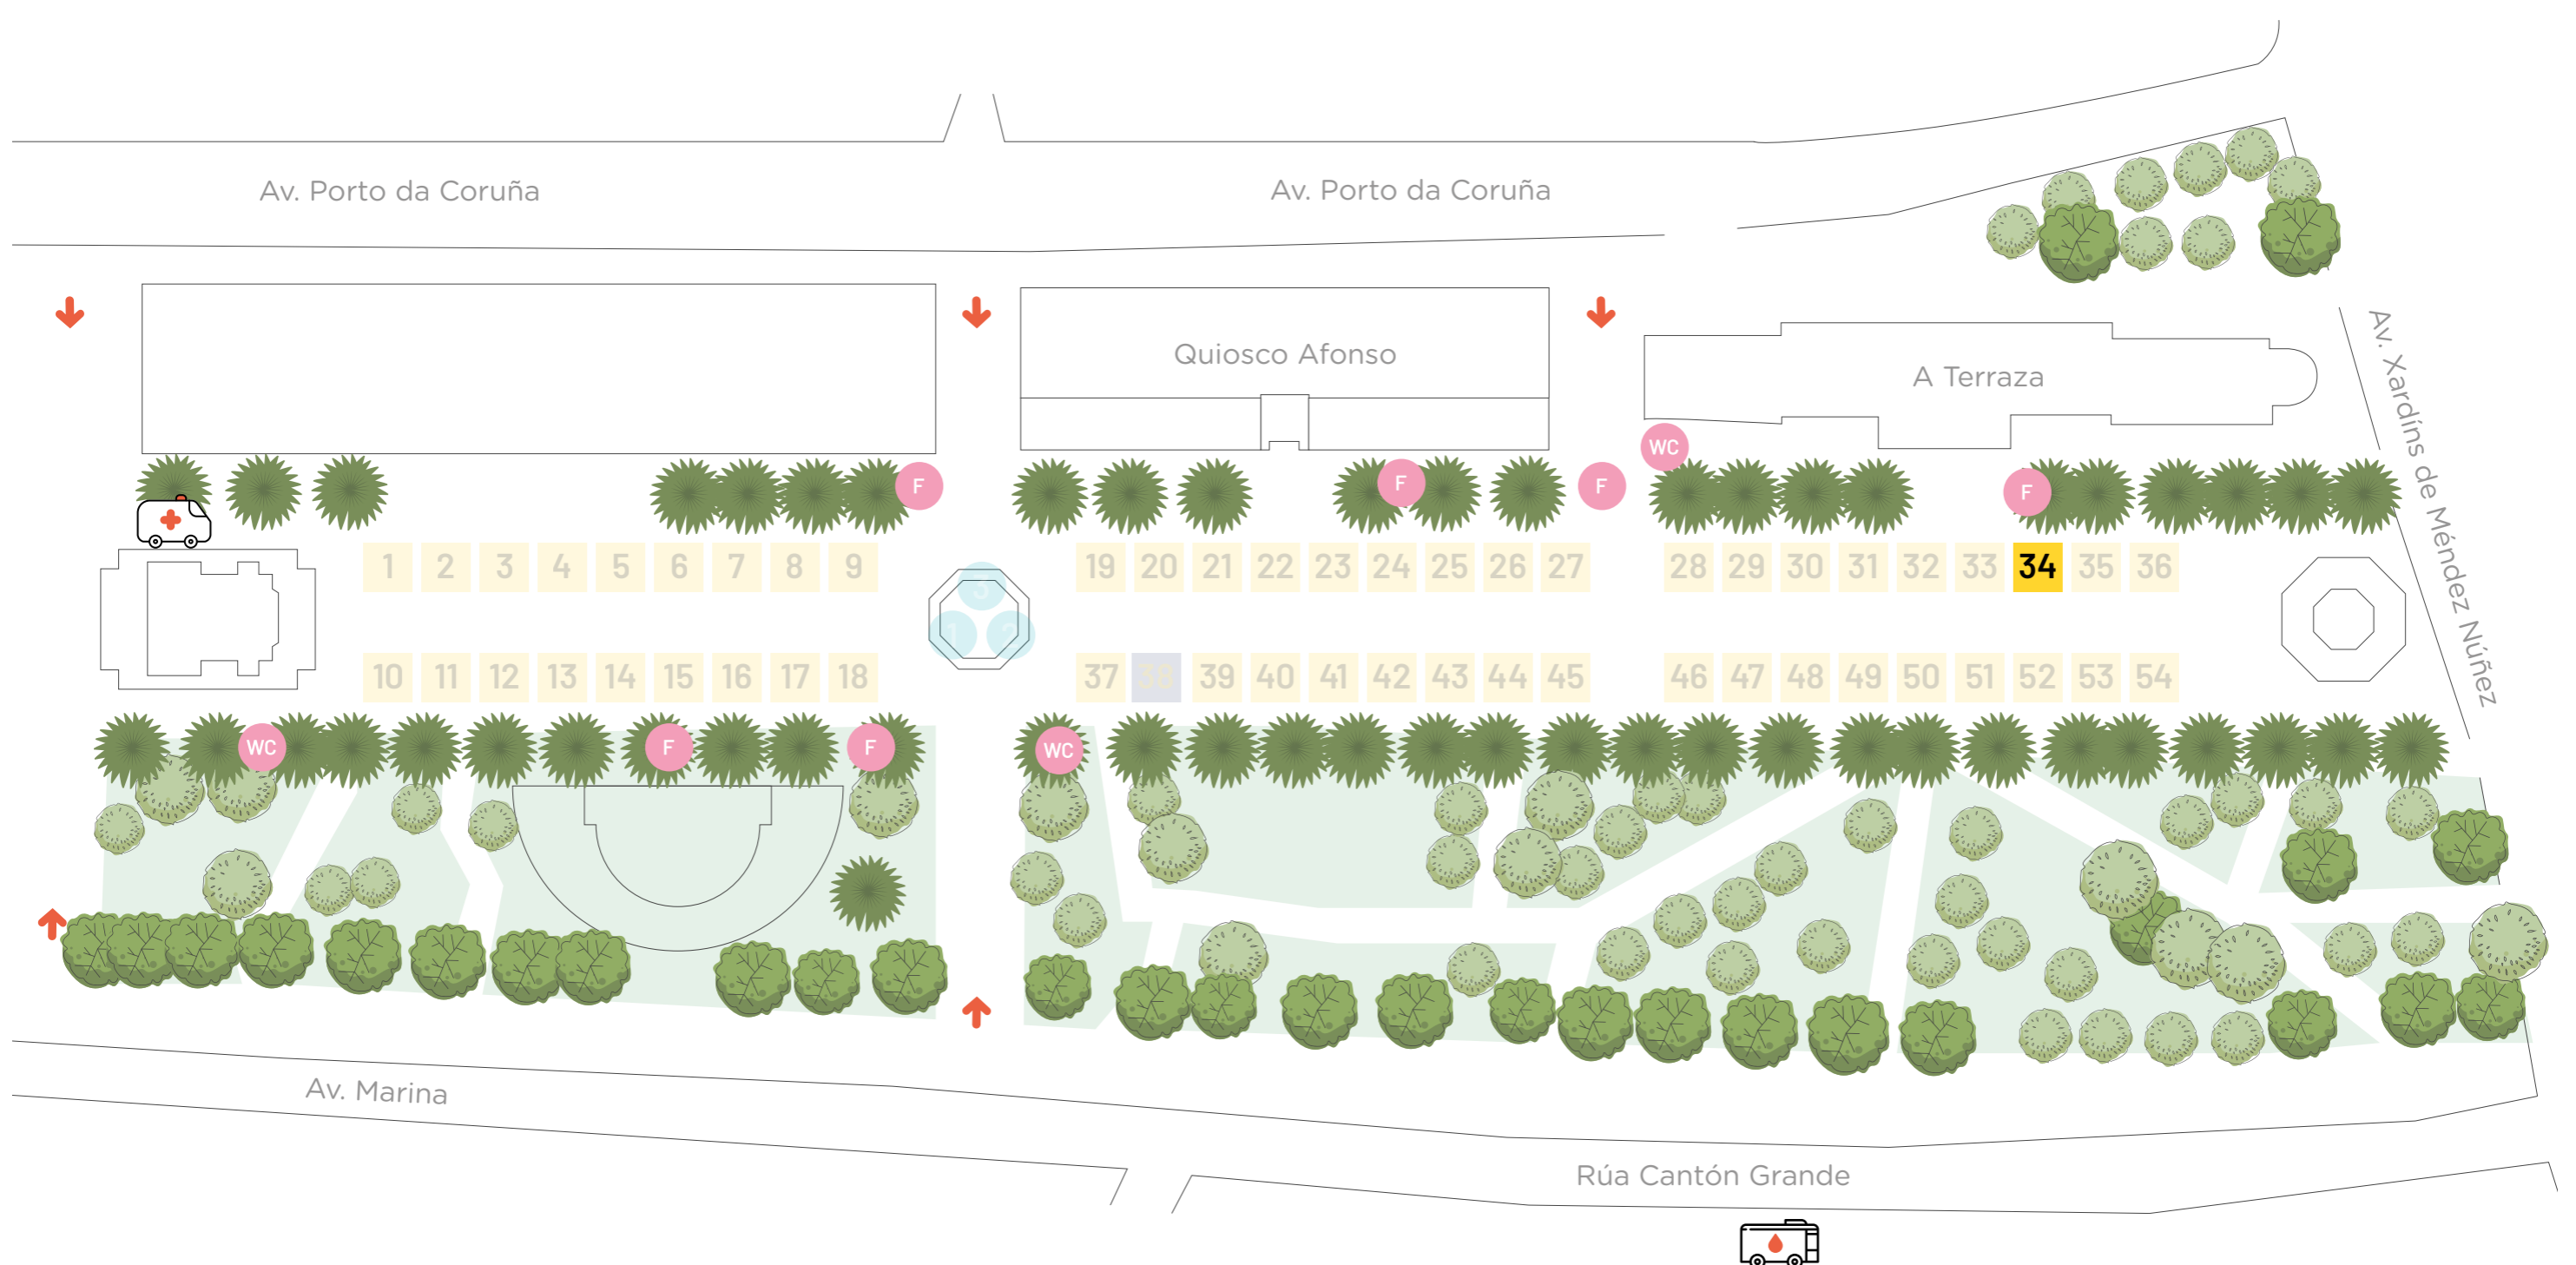 Av. Porto da Coruña
Av. Porto da Coruña
Quiosco Afonso
A Terraza
Av. Xardíns de Méndez Núñez
WC
F
F
F
F
1 2 3 4 5 6 7 8 9
19 20 21 22 23 24 25 26 27
28 29 30 31 32 33 34 35 36
3
1 2
10 11 12 13 14 15 16 17 18
37 38 39 40 41 42 43 44 45
46 47 48 49 50 51 52 53 54
WC
F
F
WC
Av. Marina
Rúa Cantón Grande